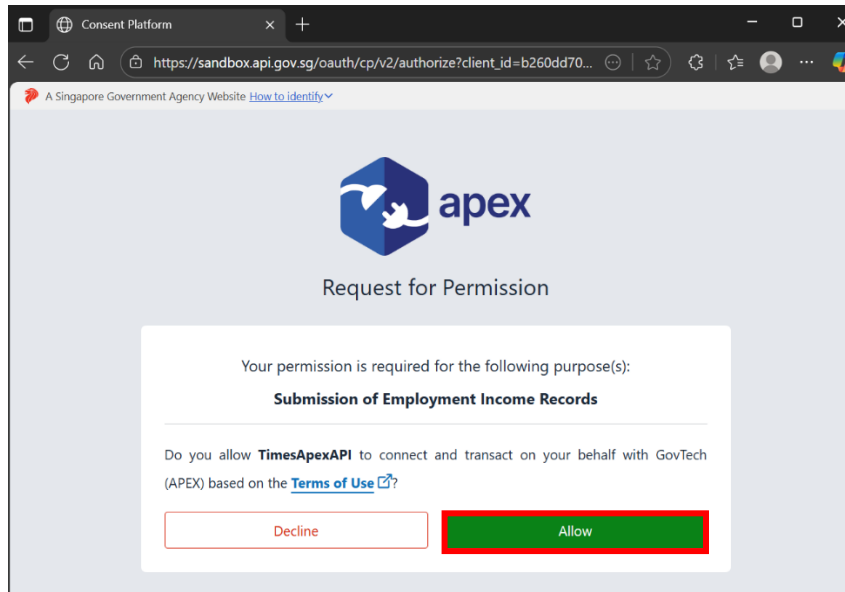 Consent Platform
https://sandbox.api.gov.sg/oauth/cp/v2/authorize?client_id=b260dd70...
A Singapore Government Agency Website How to identify
apex
Request for Permission
Your permission is required for the following purpose(s):
Submission of Employment Income Records
Do you allow TimesApexAPI to connect and transact on your behalf with GovTech
(APEX) based on the Terms of Use ?
Decline
Allow